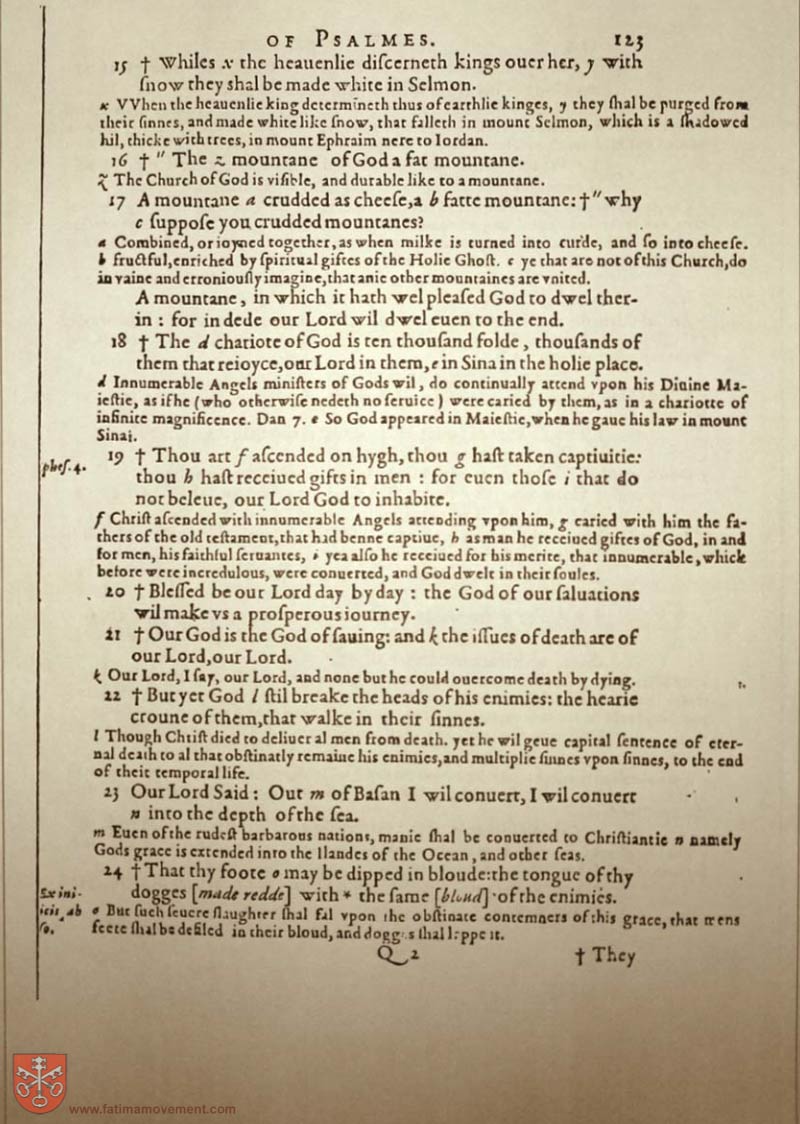 OF PSALMES. 123
15 † Whiles x the heauenlie diſcerneth kings ouer her, y with
ſnow they shal be made white in Selmon.
x VVhen the heauenlie king determineth thus of earthlie kinges, y they ſhal be purged from
their ſinnes, and made white like ſnow, that falleth in mount Selmon, which is a ſhadowed
hil, thicke with trees, in mount Ephraim nere to Iordan.
16 † " The z mountane of God a fat mountane.
z The Church of God is viſible, and durable like to a mountane.
17 A mountane a crudded as cheeſe, a b fatte mountane: † " why
c ſuppoſe you crudded mountanes?
a Combined, or ioyned together, as when milke is turned into curde, and ſo into cheeſe.
b fructful, enriched by ſpiritual giftes of the Holie Ghoſt. c ye that are not of this Church, do
in vaine and erroniouſly imagine, that anie other mountaines are vnited.
A mountane, in which it hath wel pleaſed God to dwel ther-
in : for in dede our Lord wil dwel euen to the end.
18 † The d chariote of God is ten thouſand folde, thouſands of
them that reioyce, our Lord in them, e in Sina in the holie place.
d Innumerable Angels miniſters of Gods wil, do continually attend vpon his Diuine Ma-
ieſtie, as if he (who otherwiſe nedeth no ſeruice) were caried by them, as in a chariotte of
infinite magnificence. Dan 7. e So God appeared in Maieſtie, when he gaue his law in mount
Sinai.
phes. 4.
19 † Thou art f aſcended on hygh, thou g haſt taken captiuitie:
thou h haſt receiued gifts in men : for euen thoſe i that do
not beleue, our Lord God to inhabite.
f Chriſt aſcended with innumerable Angels attending vpon him, g caried with him the fa-
thers of the old teſtament, that had benne captiue, h as man he receiued giftes of God, in and
for men, his faithful ſeruantes, i yea alſo he receiued for his merite, that innumerable, which
before were incredulous, were conuerted, and God dwelt in their ſoules.
20 † Bleſſed be our Lord day by day : the God of our ſaluations
wil make vs a proſperous iourney.
21 † Our God is the God of ſauing: and k the iſſues of death are of
our Lord, our Lord.
k Our Lord, I ſay, our Lord, and none but he could ouercome death by dying.
22 † But yet God l ſtil breake the heads of his enimies: the hearie
croune of them, that walke in their ſinnes.
l Though Chriſt died to deliuer al men from death. yet he wil geue capital ſentence of eter-
nal death to al that obſtinatly remaine his enimies, and multiplie ſinnes vpon ſinnes, to the end
of their temporal life.
23 Our Lord Said : Out m of Baſan I wil conuert, I wil conuert
n into the depth of the ſea.
m Euen of the rudeſt barbarous nations, manie ſhal be conuerted to Chriſtiantie n namely
Gods grace is extended into the Ilandes of the Ocean, and other ſeas.
24 † That thy foote o may be dipped in bloude: the tongue of thy
dogges [made redde] with * the ſame [bloud] of the enimies.
Ex ini-
icis, ab
o But ſuch ſeuere ſlaughter ſhal fal vpon the obſtinate contemners of this grace, that mens
feete ſhal be defiled in their bloud, and dogges ſhal leppe it.
Q 2 † They
www.fatimamovement.com